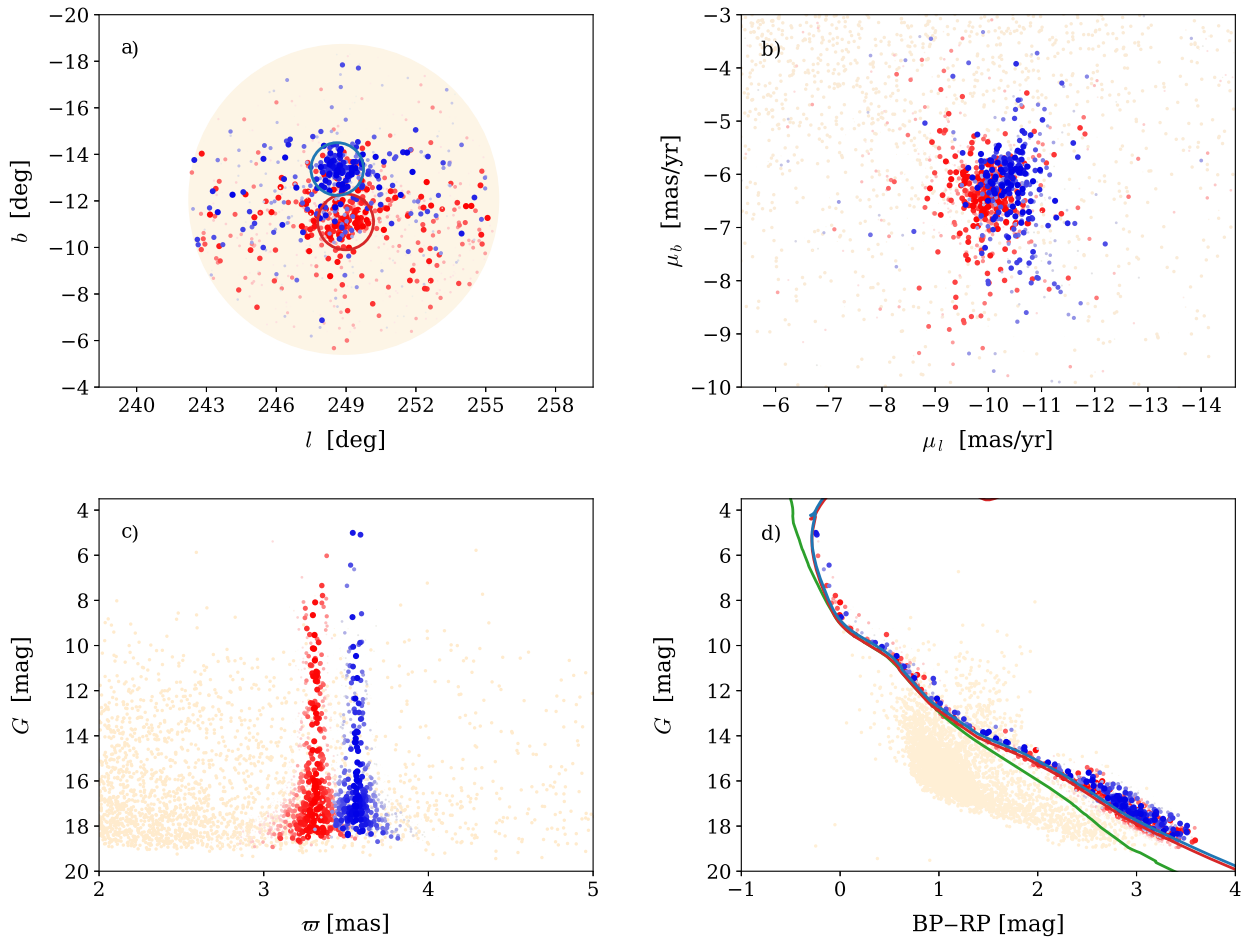 a)
−20
−18
−16
−14
−12
−10
−8
−6
−4
b [deg]
240 243 246 249 252 255 258
l [deg]
b)
−3
−4
−5
−6
−7
−8
−9
−10
μb [mas/yr]
−6 −7 −8 −9 −10 −11 −12 −13 −14
μl [mas/yr]
c)
4
6
8
10
12
14
16
18
20
G [mag]
2 3 4 5
ϖ [mas]
d)
4
6
8
10
12
14
16
18
20
G [mag]
−1 0 1 2 3 4
BP−RP [mag]